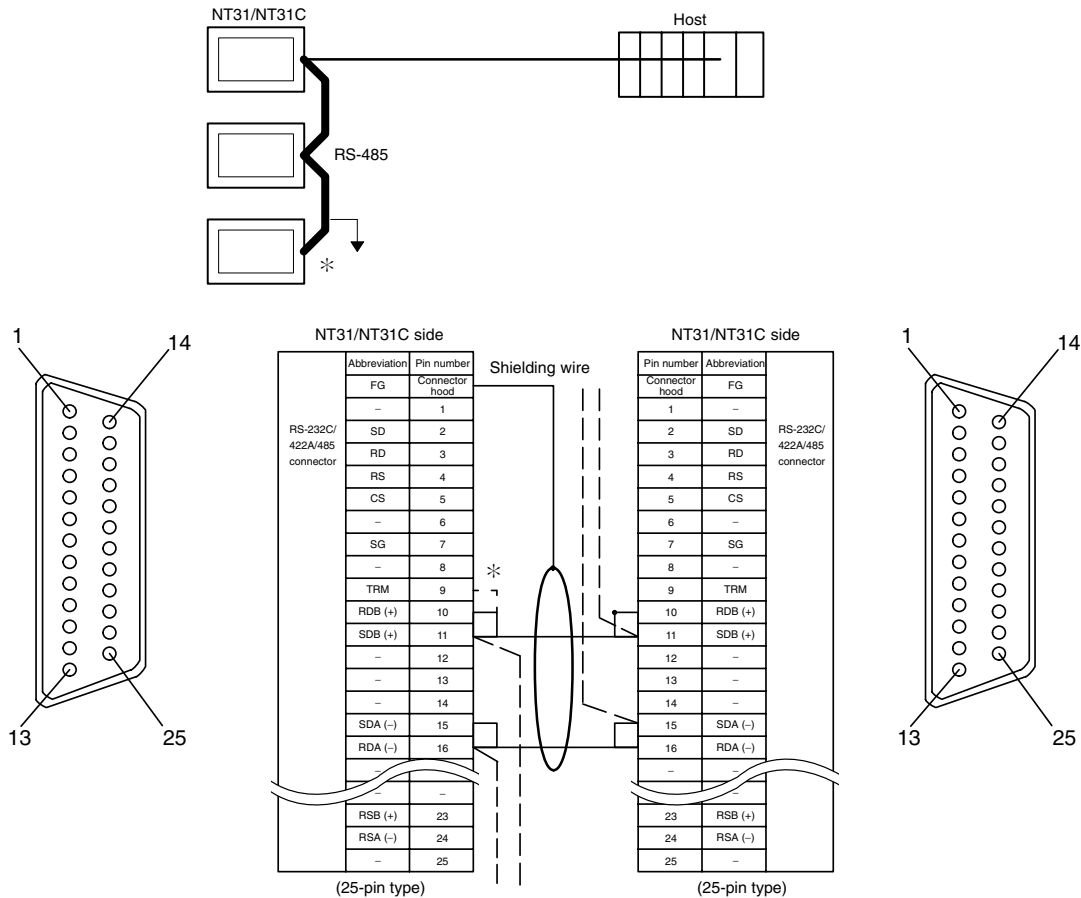 NT31/NT31C
Host
RS-485
*
1
14
13
25
NT31/NT31C side
Abbreviation Pin number
FG Connector hood
– 1
SD 2
RD 3
RS 4
CS 5
– 6
SG 7
– 8
TRM 9
RDB (+) 10
SDB (+) 11
– 12
– 13
– 14
SDA (–) 15
RDA (–) 16
–
– –
RSB (+) 23
RSA (–) 24
– 25
RS-232C/
422A/485
connector
(25-pin type)
Shielding wire
*
NT31/NT31C side
Pin number Abbreviation
Connector hood FG
1 –
2 SD
3 RD
4 RS
5 CS
6 –
7 SG
8 –
9 TRM
10 RDB (+)
11 SDB (+)
12 –
13 –
14 –
15 SDA (–)
16 RDA (–)
– –
– –
23 RSB (+)
24 RSA (–)
25 –
RS-232C/
422A/485
connector
(25-pin type)
1
14
13
25